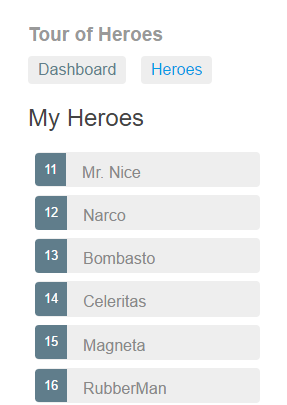 Tour of Heroes
Dashboard Heroes
My Heroes
11 Mr. Nice
12 Narco
13 Bombasto
14 Celeritas
15 Magneta
16 RubberMan